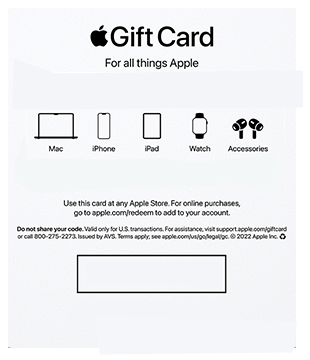 Gift Card
For all things Apple
Mac iPhone iPad Watch Accessories
Use this card at any Apple Store. For online purchases,
go to apple.com/redeem to add to your account.
Do not share your code. Valid only for U.S. transactions. For assistance, visit support.apple.com/giftcard
or call 800-275-2273. Issued by AVS. Terms apply; see apple.com/us/go/legal/gc. © 2022 Apple Inc.